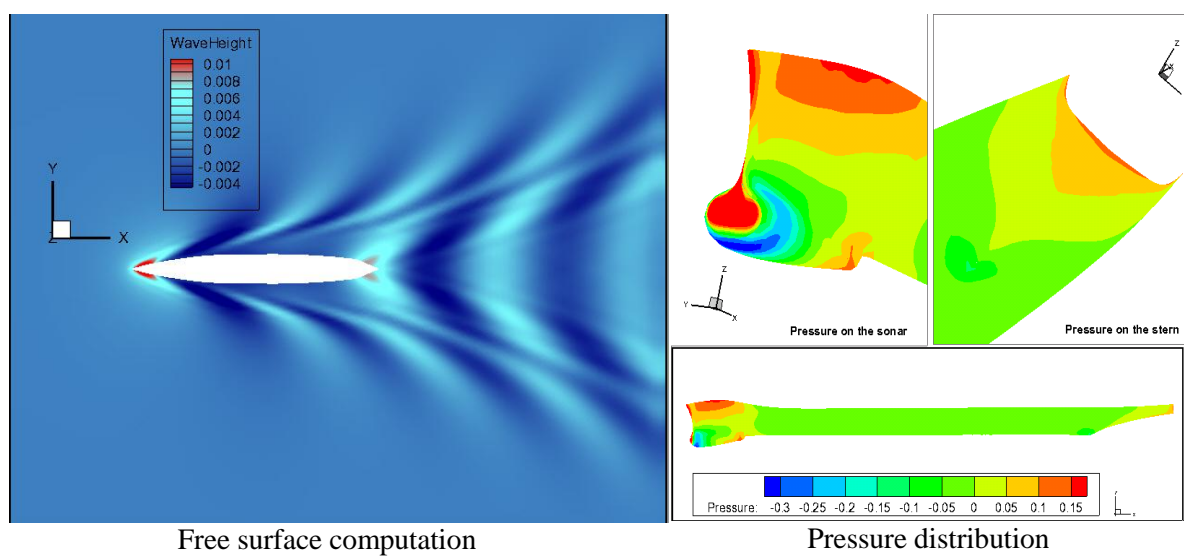 WaveHeight
0.01
0.008
0.006
0.004
0.002
0
-0.002
-0.004
Y
Z
X
Z
Y
X
Pressure on the sonar
Z
Pressure on the stern
Pressure:
-0.3 -0.25 -0.2 -0.15 -0.1 -0.05 0 0.05 0.1 0.15
Free surface computation
Pressure distribution